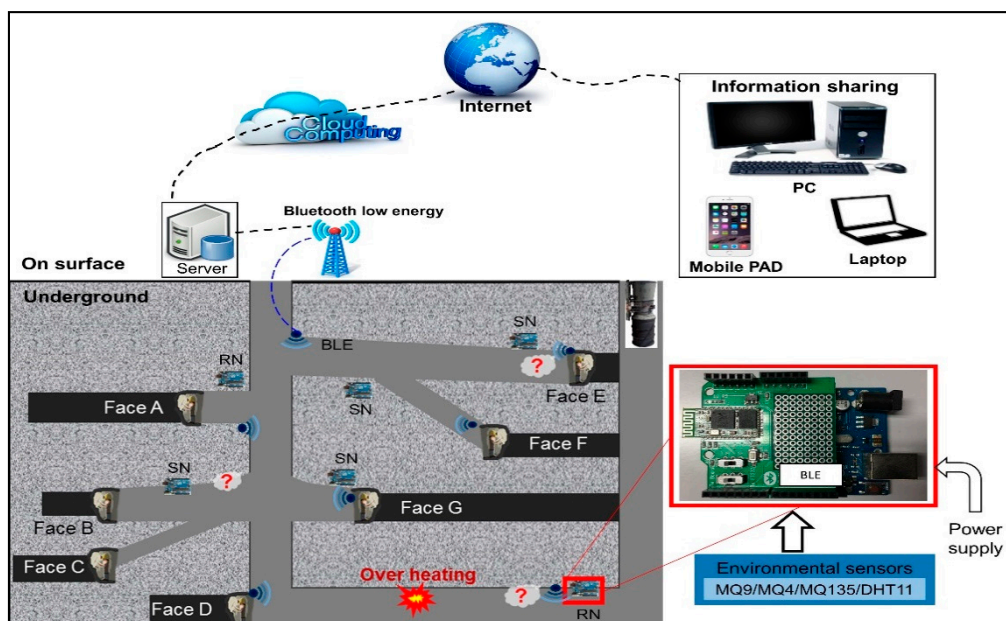 Internet
Cloud
Computing
Information sharing
PC
Mobile PAD
Laptop
Bluetooth low energy
Server
On surface
Underground
BLE
SN
RN
?
Face A
SN
Face E
Face F
SN
?
SN
Face B
Face G
Face C
Over heating
Face D
?
RN
BLE
Power
supply
Environmental sensors
MQ9/MQ4/MQ135/DHT11